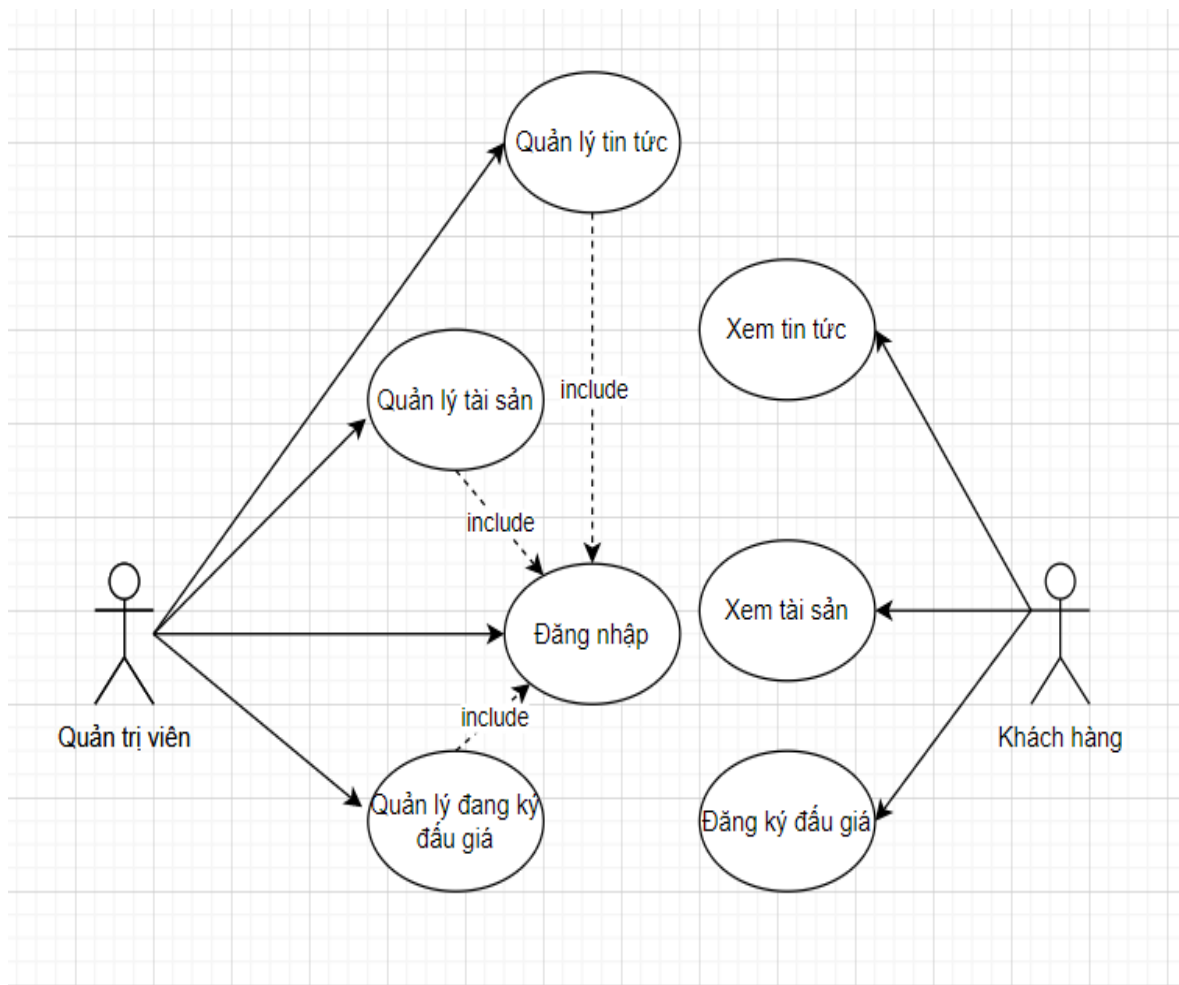 Quản lý tin tức
Xem tin tức
include
Quản lý tài sản
include
Xem tài sản
Đăng nhập
include
Quản trị viên
Khách hàng
Quản lý đang ký
đấu giá
Đăng ký đấu giá